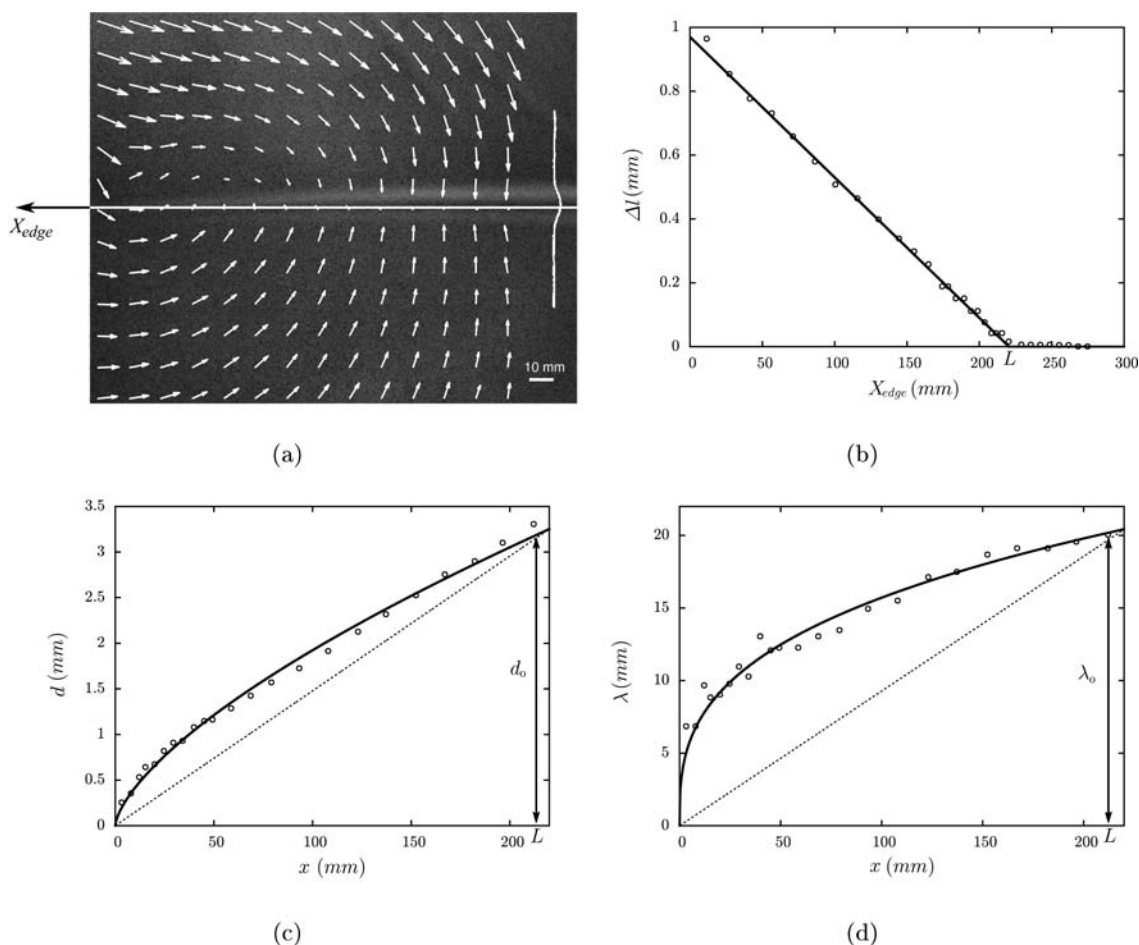 X_edge
10 mm
(a)
1
0.8
0.6
0.4
0.2
0
Δl (mm)
0 50 100 150 200 L 250 300
X_edge (mm)
(b)
3.5
3
2.5
2
1.5
1
0.5
0
d (mm)
d_o
0 50 100 150 200 L
x (mm)
(c)
20
15
10
5
0
λ (mm)
λ_o
0 50 100 150 200 L
x (mm)
(d)